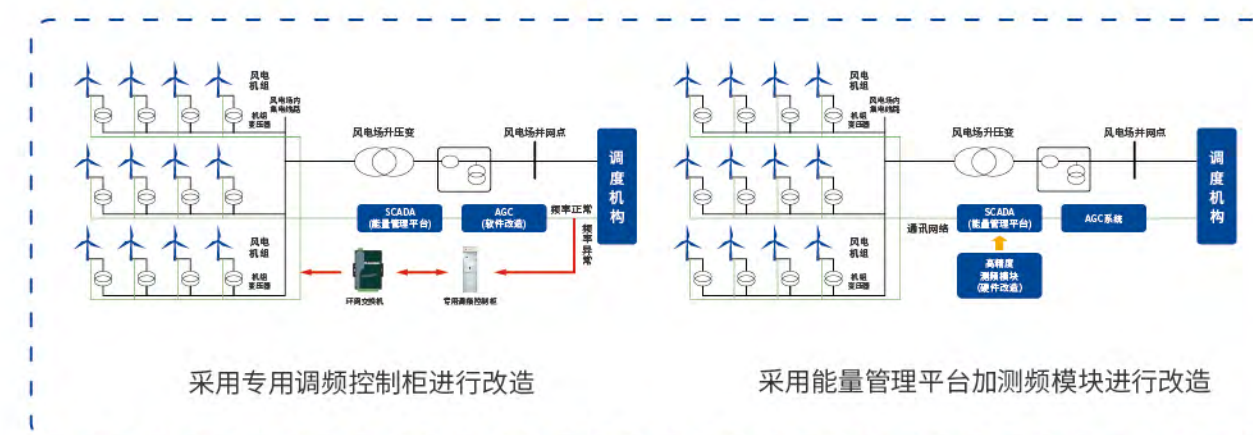 风电
机组
风电场内
集电线路
机组
变压器
风电场升压变
风电场并网点
调
度
机
构
SCADA
(能量管理平台)
AGC
(软件改造)
频率正常
频
率
异
常
风电
机组
机组
变压器
环网交换机
专用调频控制柜
采用专用调频控制柜进行改造
风电
机组
风电场内
集电线路
机组
变压器
风电场升压变
风电场并网点
调
度
机
构
通讯网络
SCADA
(能量管理平台)
AGC系统
风电
机组
机组
变压器
高精度
测频模块
(硬件改造)
采用能量管理平台加测频模块进行改造